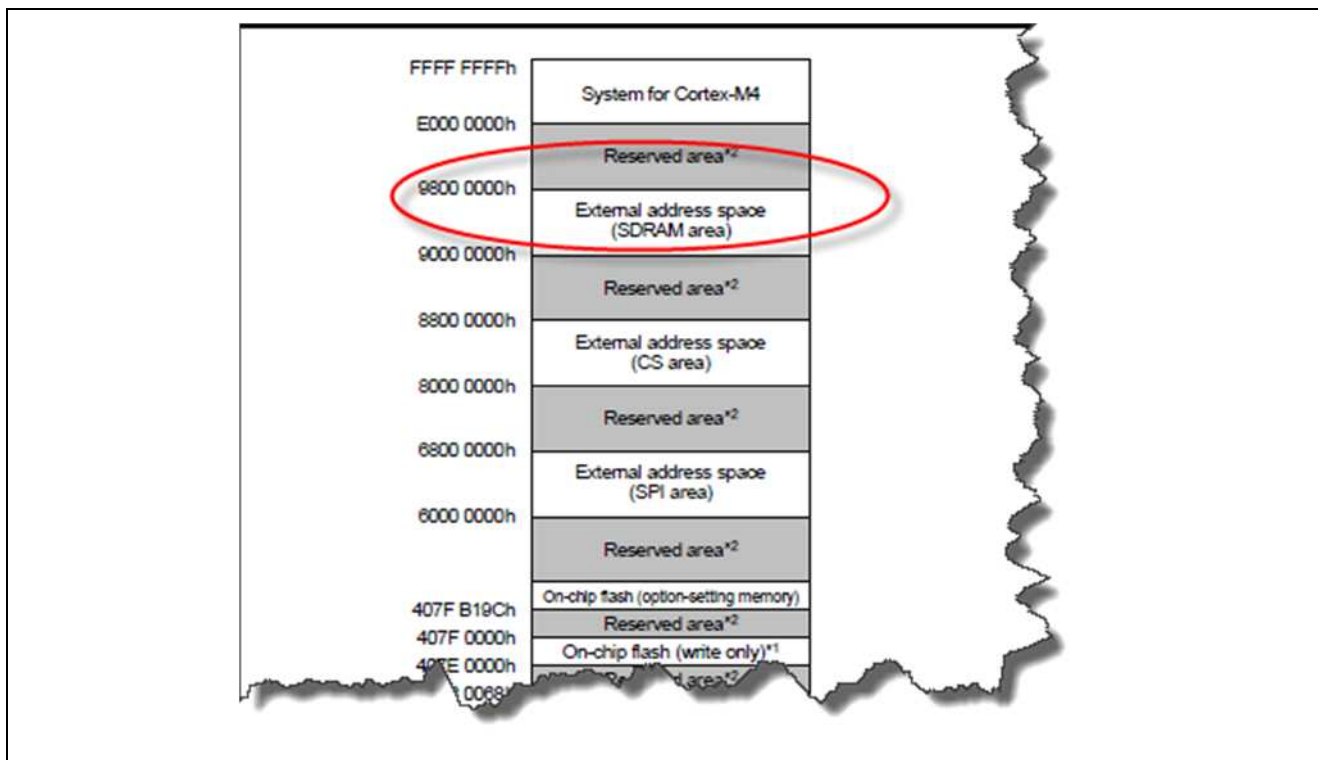 FFFF FFFFh
System for Cortex-M4
E000 0000h
Reserved area*2
9800 0000h
External address space
(SDRAM area)
9000 0000h
Reserved area*2
8800 0000h
External address space
(CS area)
8000 0000h
Reserved area*2
6800 0000h
External address space
(SPI area)
6000 0000h
Reserved area*2
On-chip flash (option-setting memory)
407F B19Ch
Reserved area*2
407F 0000h
On-chip flash (write only)*1
407E 0000h